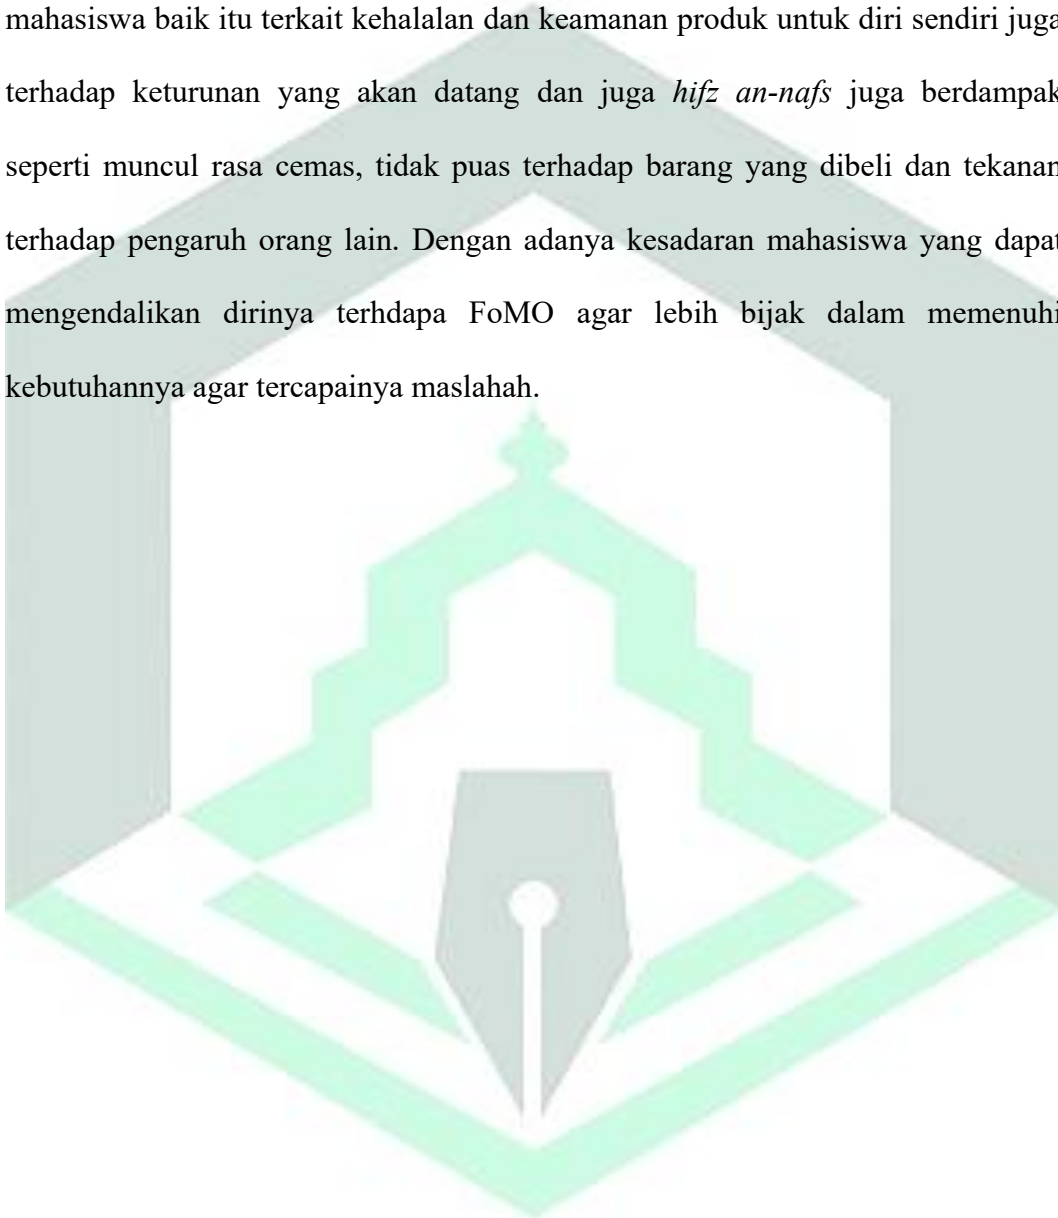 mahasiswa baik itu terkait kehalalan dan keamanan produk untuk diri sendiri juga
terhadap keturunan yang akan datang dan juga hifz an-nafs juga berdampak
seperti muncul rasa cemas, tidak puas terhadap barang yang dibeli dan tekanan
terhadap pengaruh orang lain. Dengan adanya kesadaran mahasiswa yang dapat
mengendalikan dirinya terhdapa FoMO agar lebih bijak dalam memenuhi
kebutuhannya agar tercapainya maslahah.